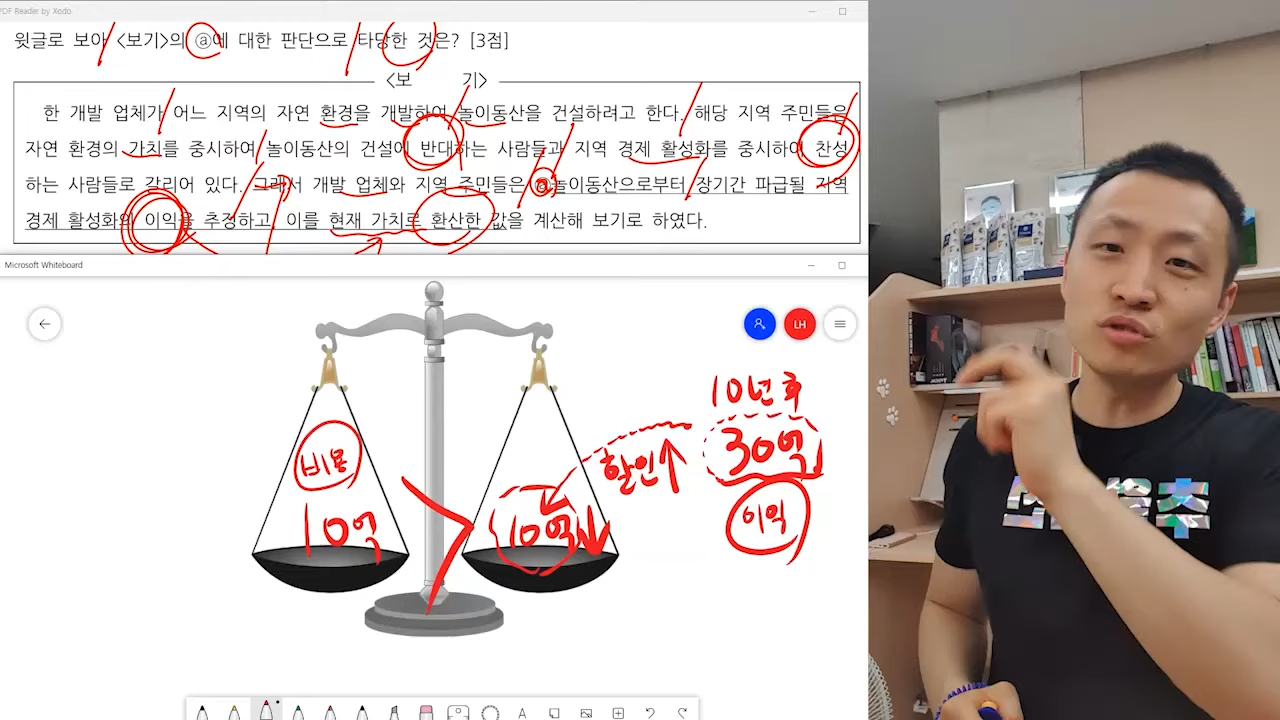 PDF Reader by Xodo
윗글로 보아 <보기>의 ⓐ에 대한 판단으로 타당한 것은? [3점]
<보 기>
한 개발 업체가 어느 지역의 자연 환경을 개발하여 놀이동산을 건설하려고 한다. 해당 지역 주민들은
자연 환경의 가치를 중시하여 놀이동산의 건설에 반대하는 사람들과 지역 경제 활성화를 중시하여 찬성
하는 사람들로 갈리어 있다. 그래서 개발 업체와 지역 주민들은 ⓐ놀이동산으로부터 장기간 파급될 지역
경제 활성화의 이익을 추정하고, 이를 현재 가치로 환산한 값을 계산해 보기로 하였다.
Microsoft Whiteboard
LH
10년 후
30억
할인↑
비용
이익
10억
10억↓